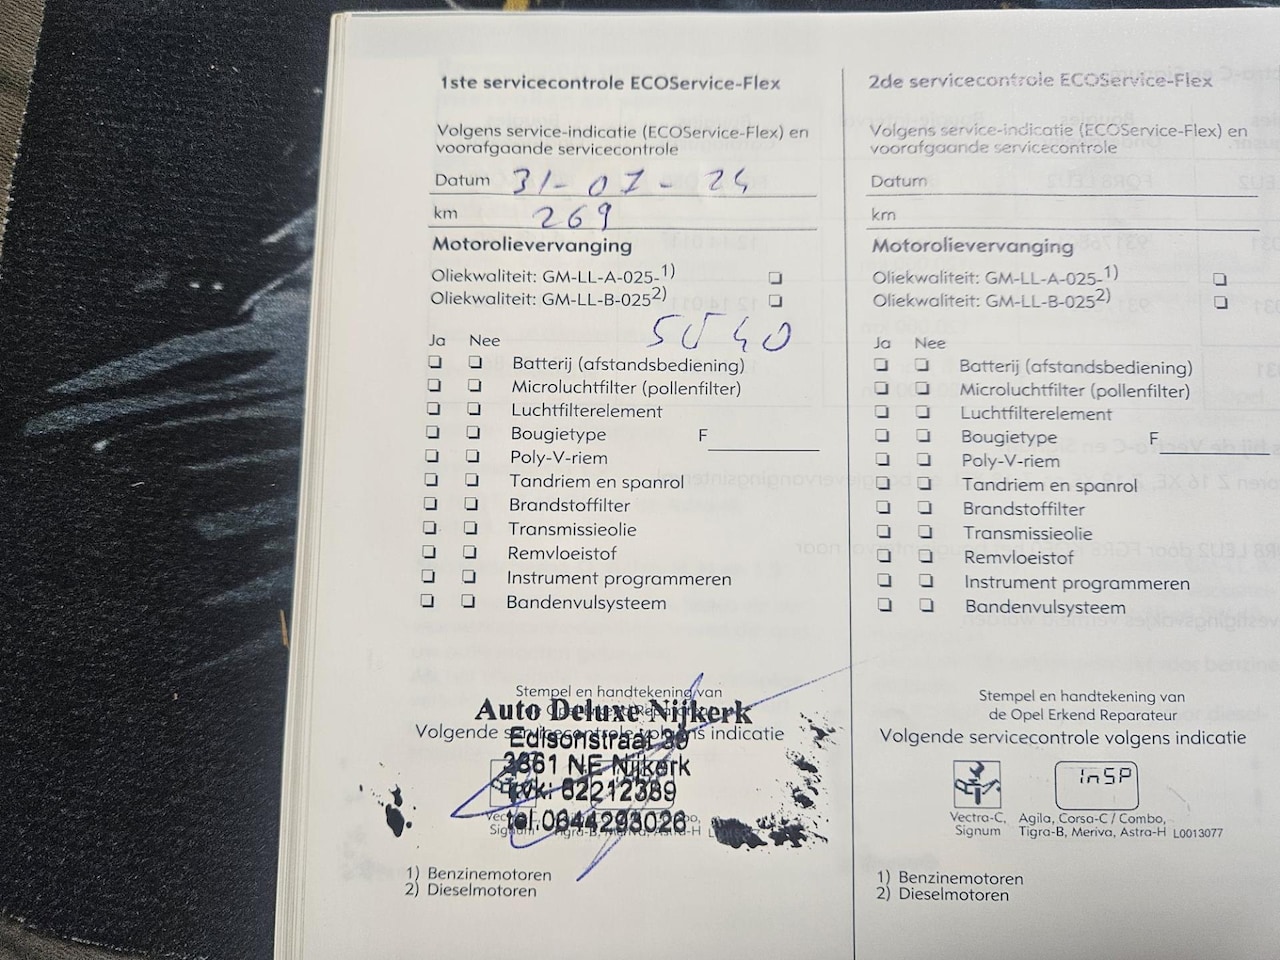 1ste servicecontrole ECOService-Flex
Volgens service-indicatie (ECOService-Flex) en
voorafgaande servicecontrole
Datum 31-07-24
km 269
Motorolievervanging
Oliekwaliteit: GM-LL-A-025-1)
Oliekwaliteit: GM-LL-B-0252)
5W40
Ja Nee
Batterij (afstandsbediening)
Microluchtfilter (pollenfilter)
Luchtfilterelement
Bougietype F
Poly-V-riem
Tandriem en spanrol
Brandstoffilter
Transmissieolie
Remvloeistof
Instrument programmeren
Bandenvulsysteem
Stempel en handtekening van
Auto Deluxe Nijkerk
Volgende servicecontrole volgens indicatie
Edisonstraat 39
3861 NE Nijkerk
kvk: 82212389
tel.0644293026
Signum Tigra-B, Meriva, Astra-H
1) Benzinemotoren
2) Dieselmotoren
2de servicecontrole ECOService-Flex
Volgens service-indicatie (ECOService-Flex) en
voorafgaande servicecontrole
Datum
km
Motorolievervanging
Oliekwaliteit: GM-LL-A-025-1)
Oliekwaliteit: GM-LL-B-0252)
Ja Nee
Batterij (afstandsbediening)
Microluchtfilter (pollenfilter)
Luchtfilterelement
Bougietype F
Poly-V-riem
Tandriem en spanrol
Brandstoffilter
Transmissieolie
Remvloeistof
Instrument programmeren
Bandenvulsysteem
Stempel en handtekening van
de Opel Erkend Reparateur
Volgende servicecontrole volgens indicatie
InSP
Vectra-C, Agila, Corsa-C / Combo,
Signum Tigra-B, Meriva, Astra-H L0013077
1) Benzinemotoren
2) Dieselmotoren